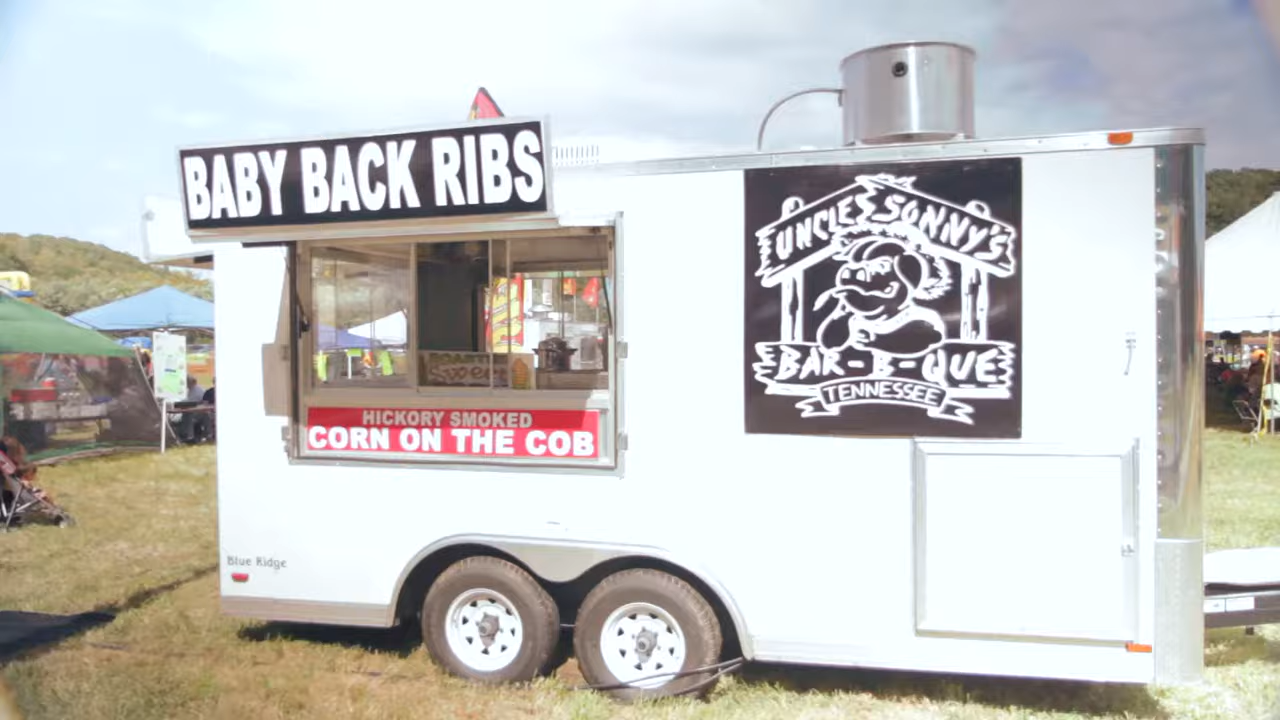 BABY BACK RIBS
UNCLE SONNY'S
BAR-B-QUE
TENNESSEE
HICKORY SMOKED
CORN ON THE COB
Blue Ridge